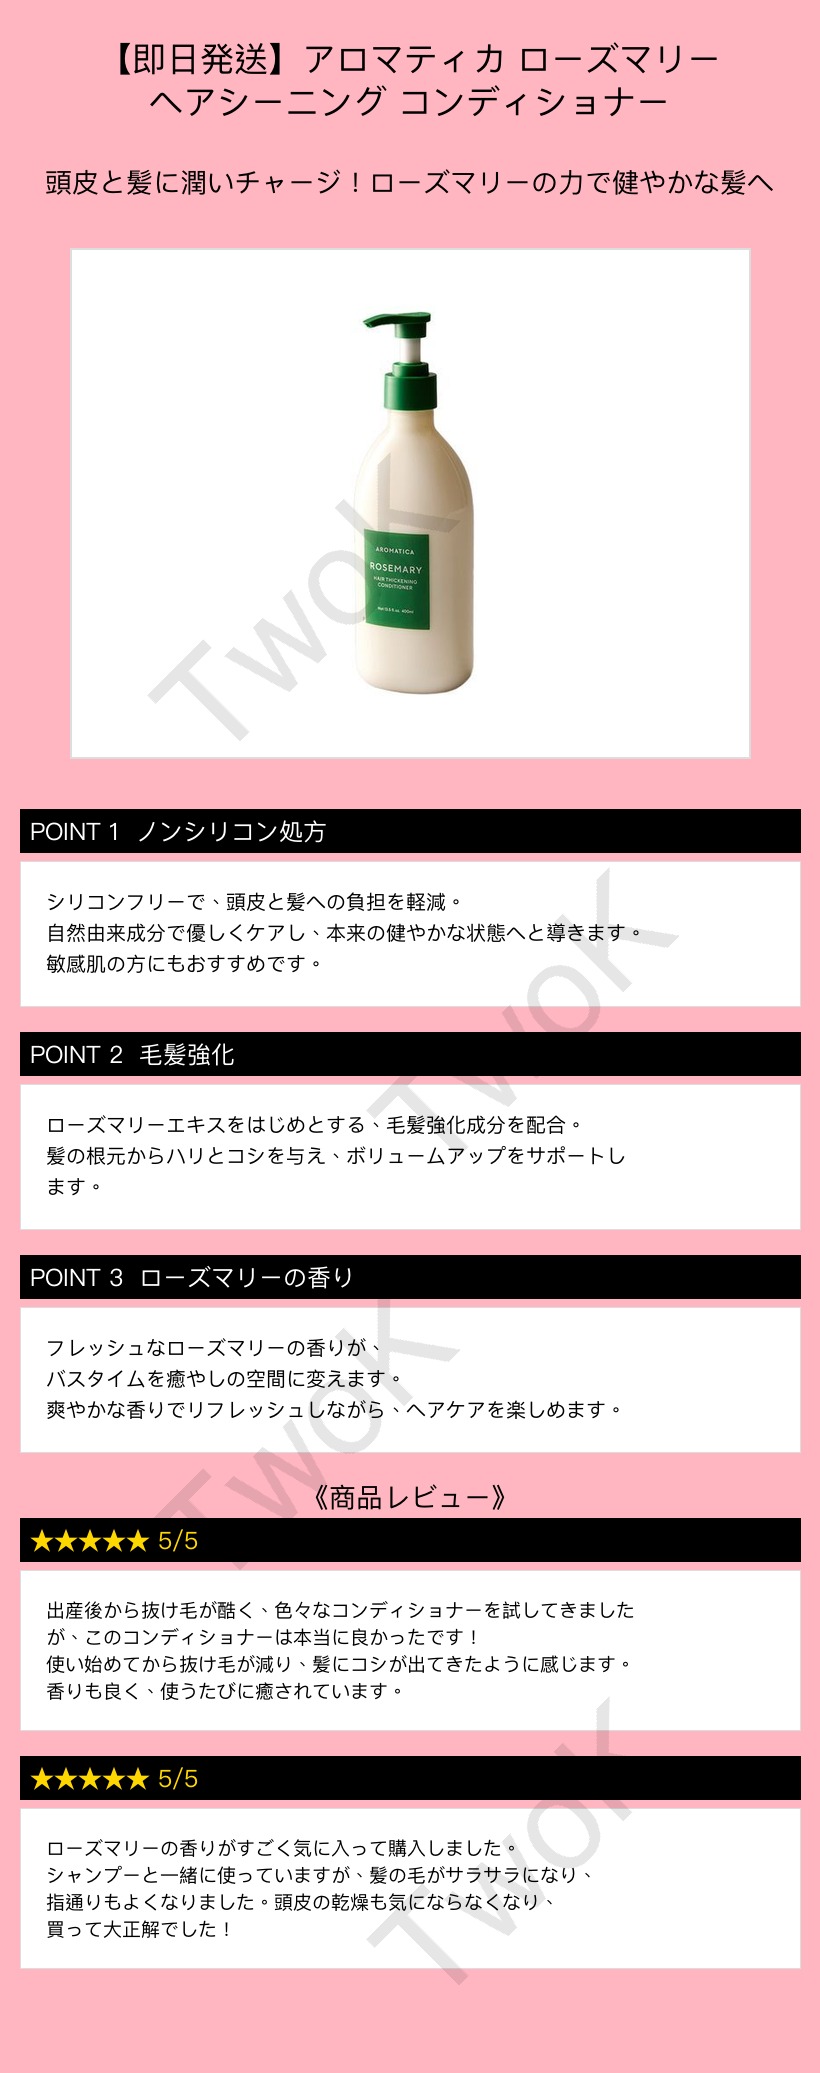 【即日発送】アロマティカ ローズマリー
ヘアシーニング コンディショナー
頭皮と髪に潤いチャージ！ローズマリーの力で健やかな髪へ
AROMATICA
ROSEMARY
HAIR THICKENING
CONDITIONER
Net 13.5 fl. oz. 400ml
TwoK
POINT 1 ノンシリコン処方
シリコンフリーで、頭皮と髪への負担を軽減。
自然由来成分で優しくケアし、本来の健やかな状態へと導きます。
敏感肌の方にもおすすめです。
TwoK
POINT 2 毛髪強化
ローズマリーエキスをはじめとする、毛髪強化成分を配合。
髪の根元からハリとコシを与え、ボリュームアップをサポートし
ます。
POINT 3 ローズマリーの香り
フレッシュなローズマリーの香りが、
バスタイムを癒やしの空間に変えます。
爽やかな香りでリフレッシュしながら、ヘアケアを楽しめます。
TwoK
《商品レビュー》
★★★★★ 5/5
出産後から抜け毛が酷く、色々なコンディショナーを試してきました
が、このコンディショナーは本当に良かったです！
使い始めてから抜け毛が減り、髪にコシが出てきたように感じます。
香りも良く、使うたびに癒されています。
★★★★★ 5/5
ローズマリーの香りがすごく気に入って購入しました。
シャンプーと一緒に使っていますが、髪の毛がサラサラになり、
指通りもよくなりました。頭皮の乾燥も気にならなくなり、
買って大正解でした！
TwoK